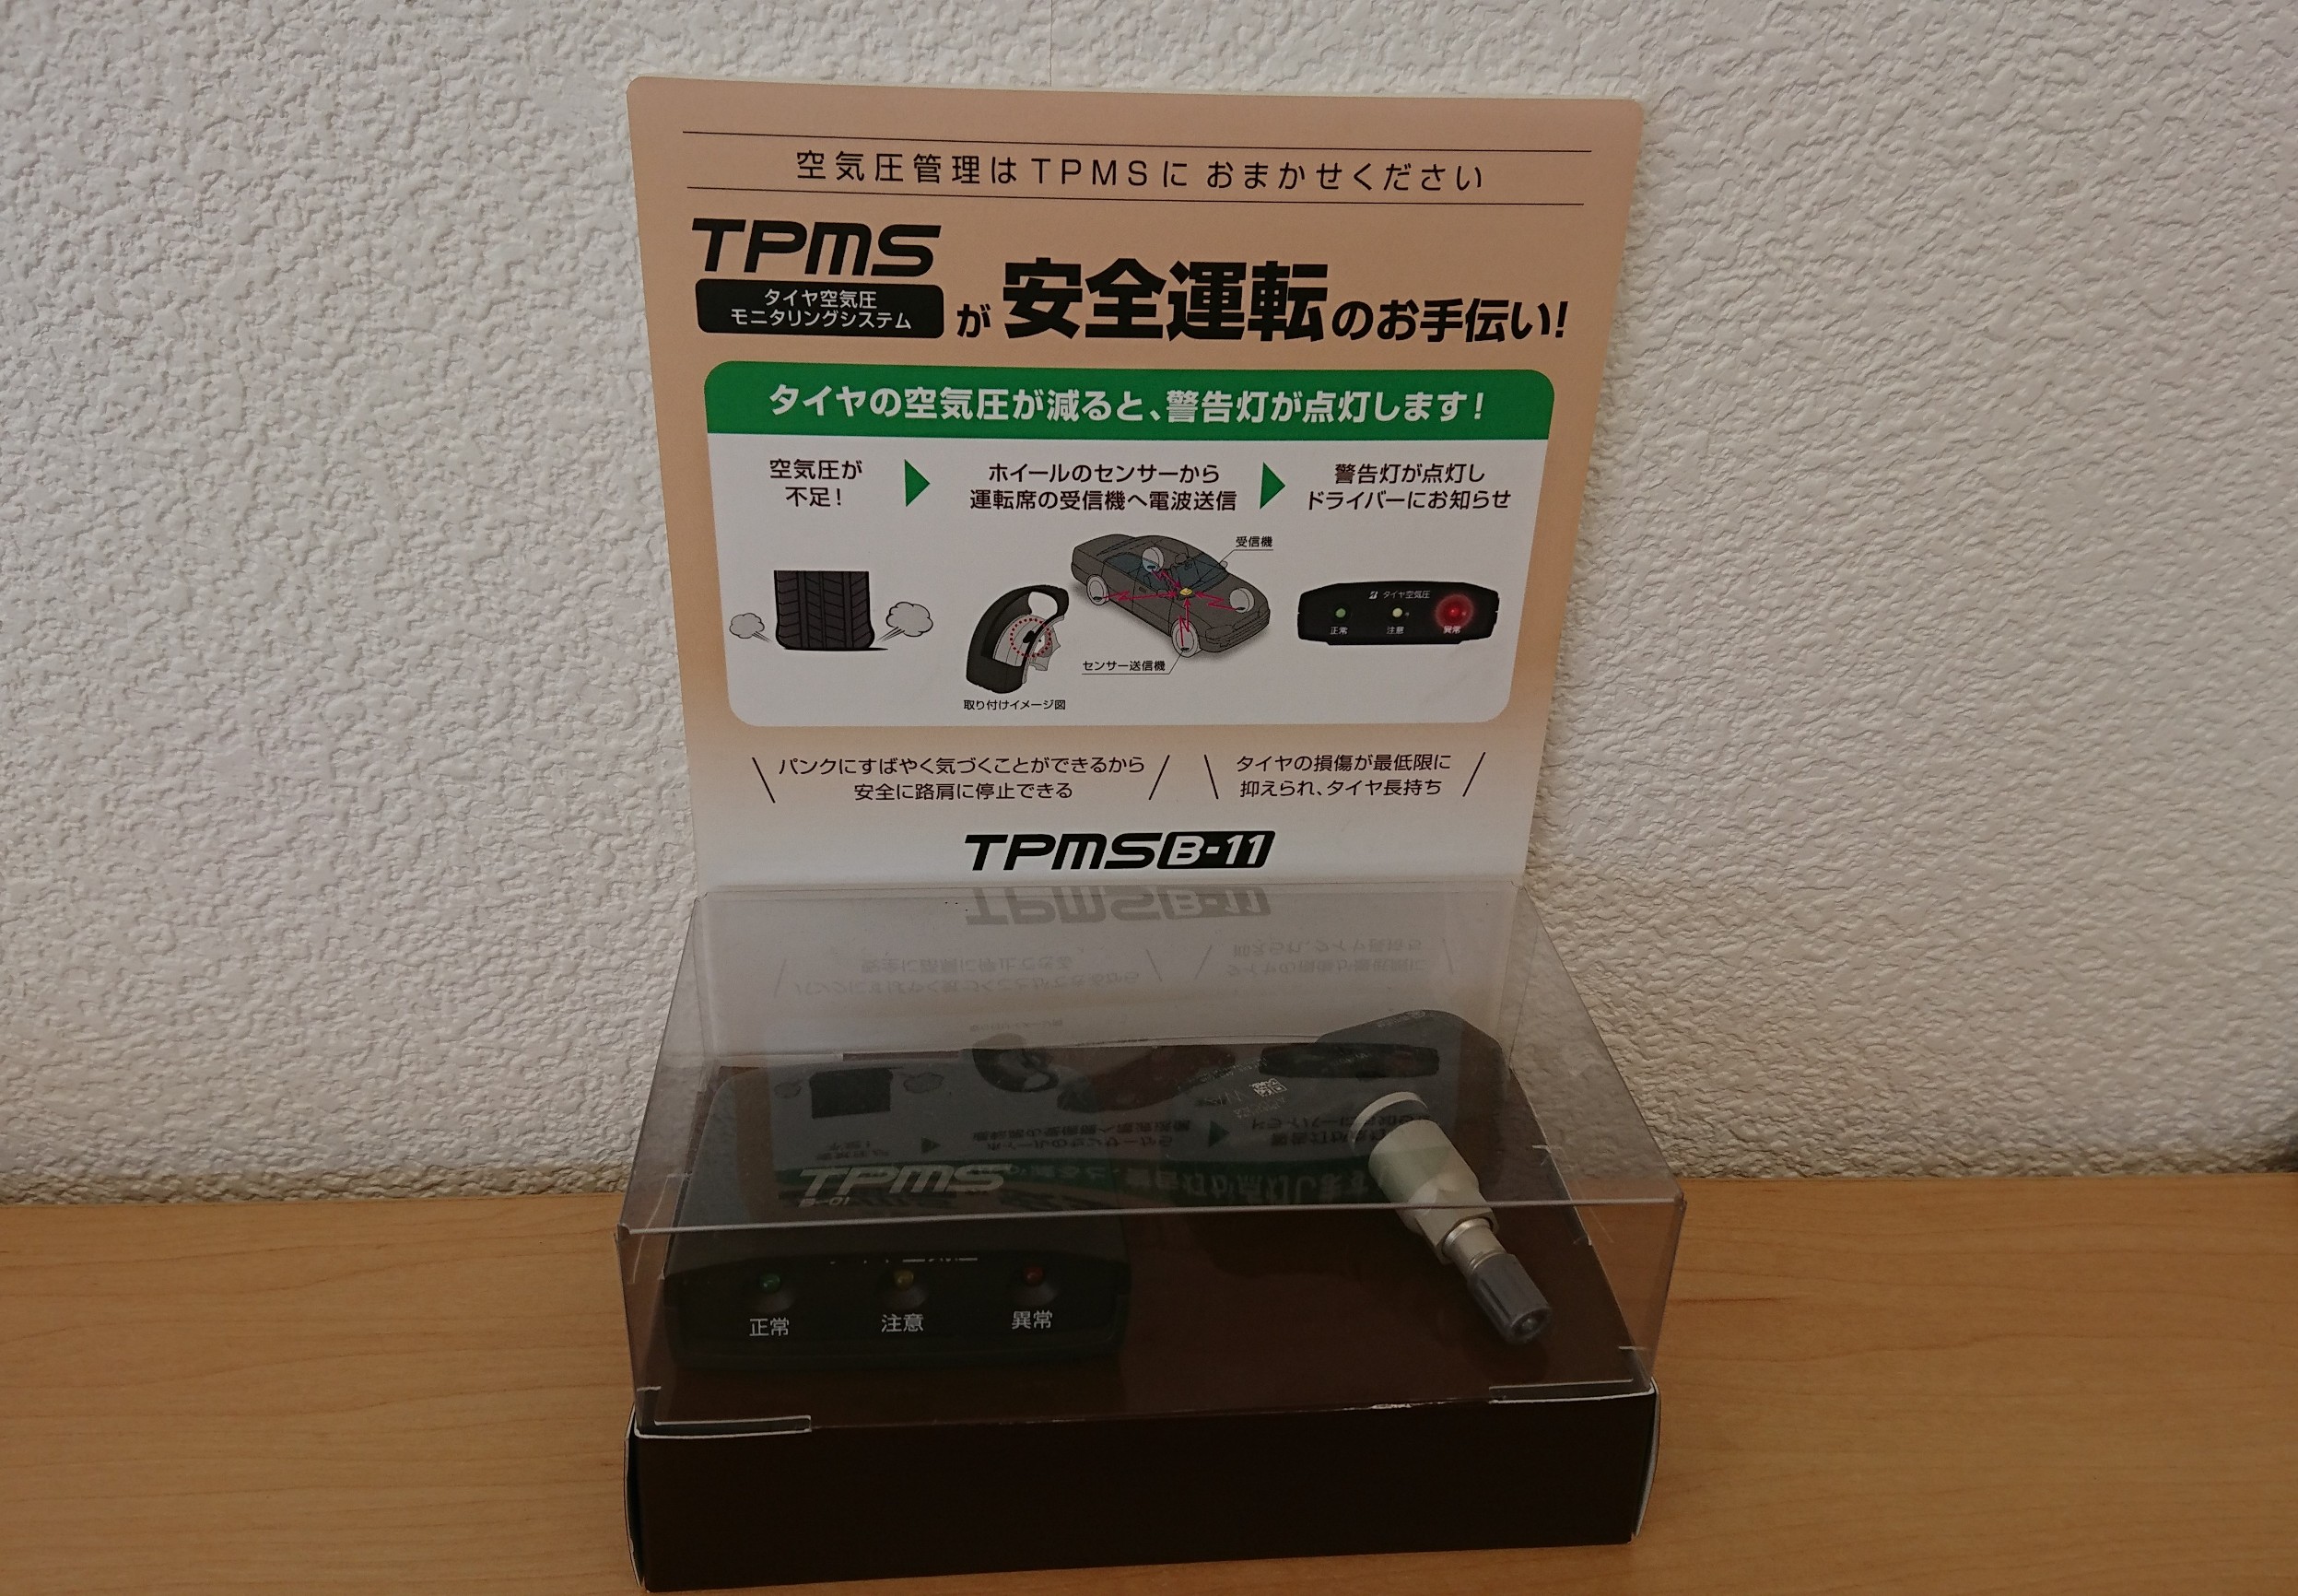 空気圧管理はTPMSに おまかせください
TPMS
タイヤ空気圧
モニタリングシステム
が安全運転のお手伝い!
タイヤの空気圧が減ると、警告灯が点灯します!
空気圧が
不足!
ホイールのセンサーから
運転席の受信機へ電波送信
警告灯が点灯し
ドライバーにお知らせ
受信機
センサー送信機
取り付けイメージ図
タイヤ空気圧
正常 注意 異常
パンクにすばやく気づくことができるから
安全に路肩に停止できる
タイヤの損傷が最低限に
抑えられ、タイヤ長持ち
TPMS B-11
TPMS
B-01
正常 注意 異常